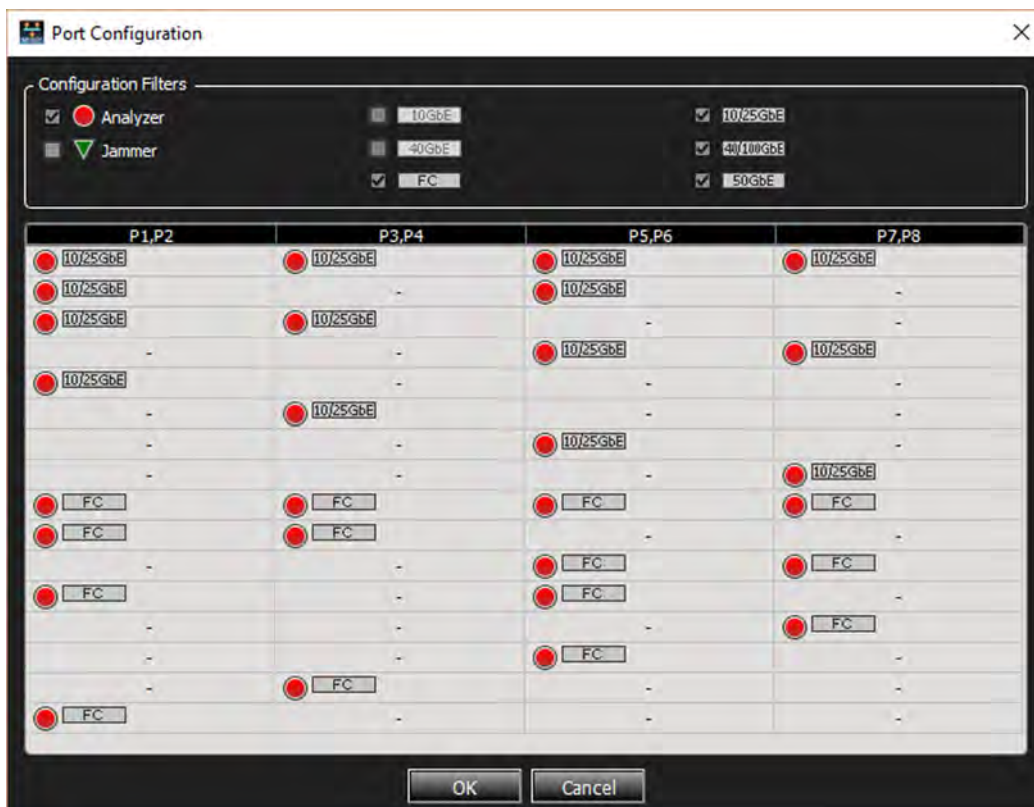 Port Configuration
Configuration Filters
Analyzer 10GbE 10/25GbE
Jammer 40GbE 40/100GbE
FC 50GbE
P1,P2 P3,P4 P5,P6 P7,P8
10/25GbE 10/25GbE 10/25GbE 10/25GbE
10/25GbE - 10/25GbE -
10/25GbE 10/25GbE - -
- - 10/25GbE 10/25GbE
10/25GbE - - -
- 10/25GbE - -
- - 10/25GbE -
- - - 10/25GbE
FC FC FC FC
FC FC - -
- - FC FC
FC - FC -
- - - FC
- - FC -
- FC - -
FC - - -
OK Cancel